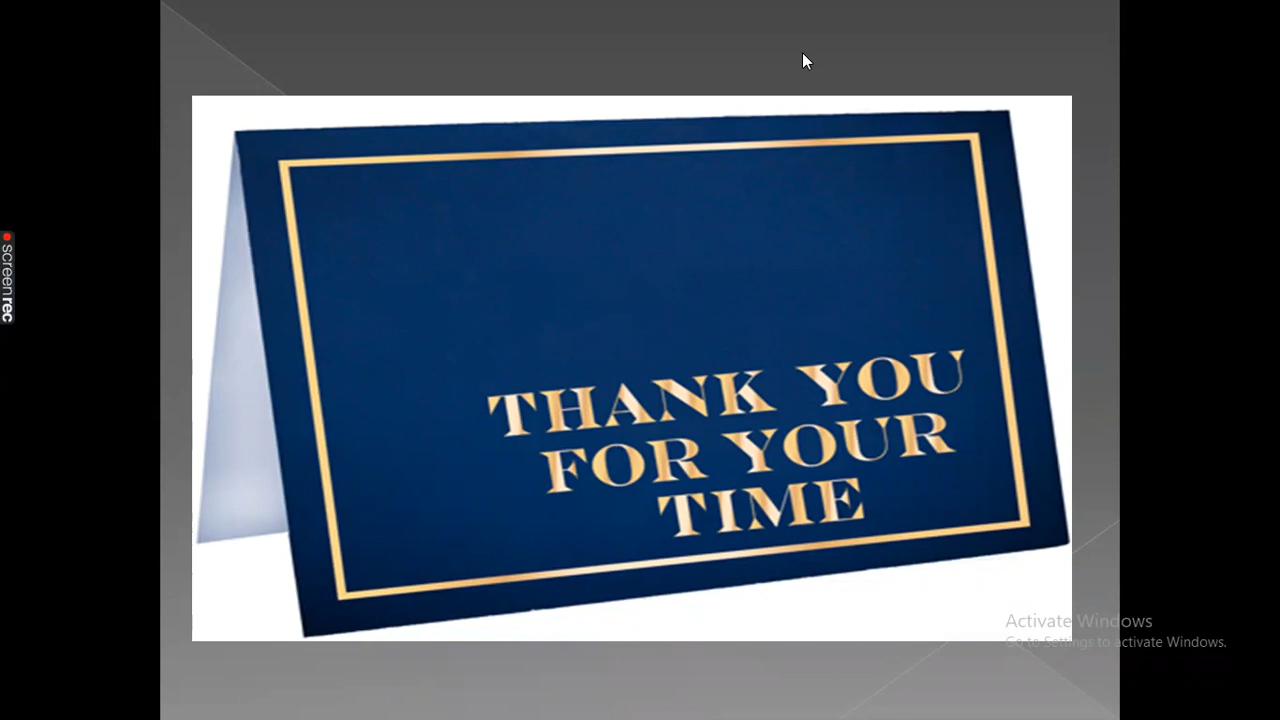 THANK YOU
FOR YOUR
TIME
screenrec
Activate Windows
Go to Settings to activate Windows.